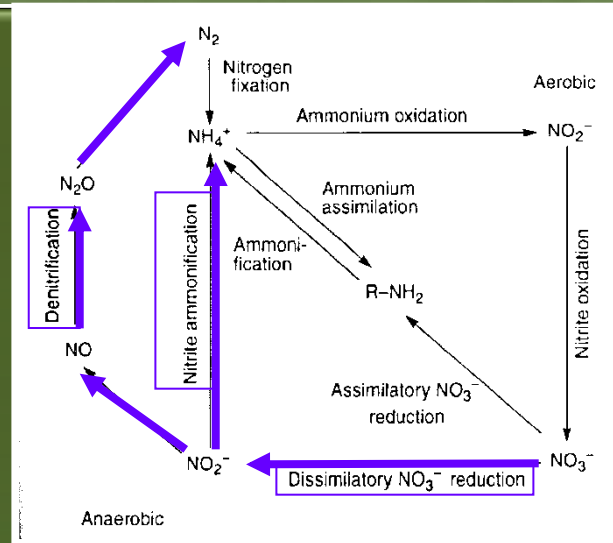 N₂
Nitrogen
fixation
Aerobic
Ammonium oxidation
NH₄⁺
NO₂⁻
N₂O
Ammonium
assimilation
Ammoni-
fication
Denitrification
Nitrite ammonification
R–NH₂
Nitrite oxidation
NO
Assimilatory NO₃⁻
reduction
NO₂⁻
NO₃⁻
Dissimilatory NO₃⁻ reduction
Anaerobic